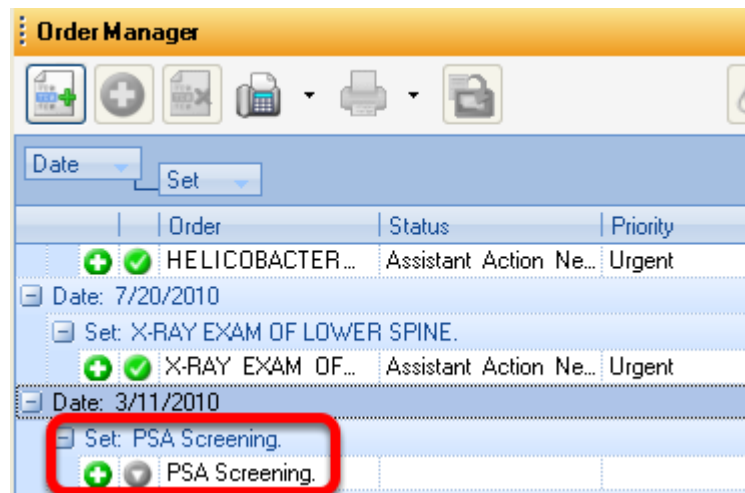 Order Manager
Date
Set
Order Status Priority
HELICOBACTER... Assistant Action Ne... Urgent
Date: 7/20/2010
Set: X-RAY EXAM OF LOWER SPINE.
X-RAY EXAM OF... Assistant Action Ne... Urgent
Date: 3/11/2010
Set: PSA Screening.
PSA Screening.